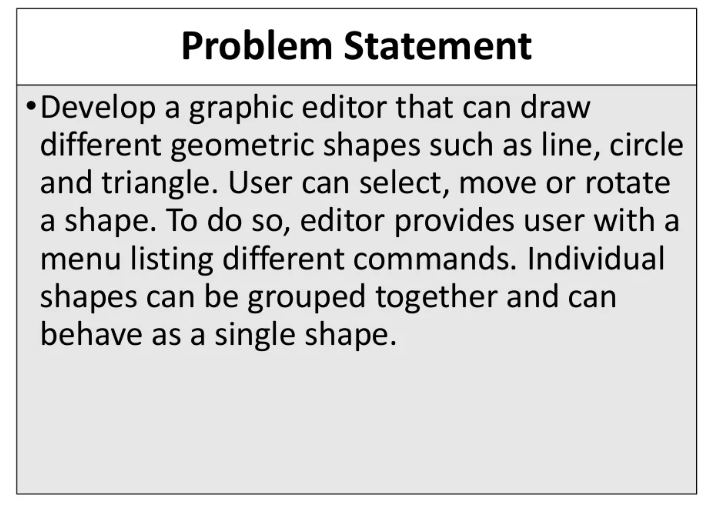 Problem Statement
•Develop a graphic editor that can draw
different geometric shapes such as line, circle
and triangle. User can select, move or rotate
a shape. To do so, editor provides user with a
menu listing different commands. Individual
shapes can be grouped together and can
behave as a single shape.